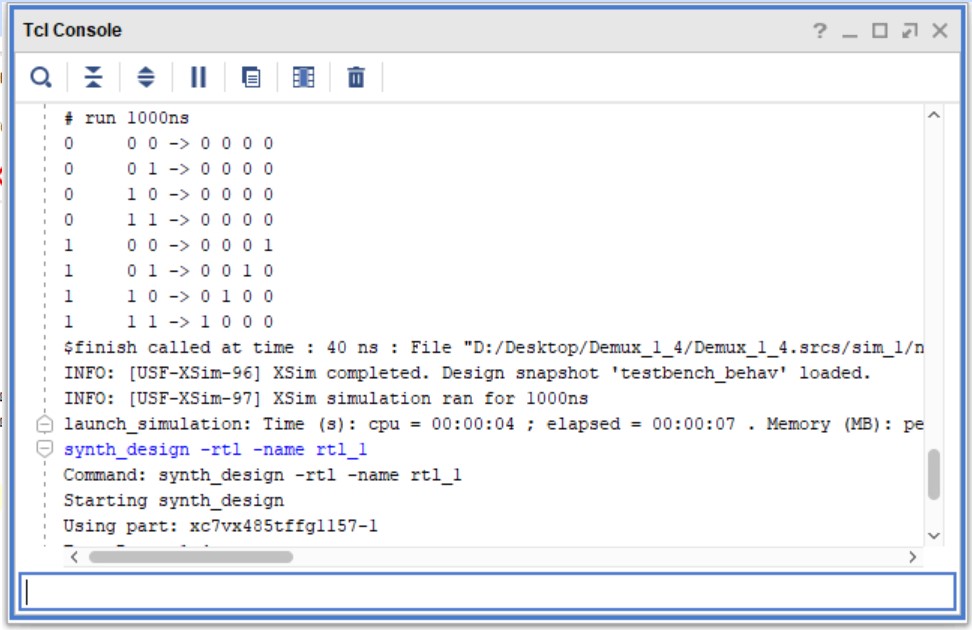 Tcl Console
# run 1000ns
0     0 0 -> 0 0 0 0
0     0 1 -> 0 0 0 0
0     1 0 -> 0 0 0 0
0     1 1 -> 0 0 0 0
1     0 0 -> 0 0 0 1
1     0 1 -> 0 0 1 0
1     1 0 -> 0 1 0 0
1     1 1 -> 1 0 0 0
$finish called at time : 40 ns : File "D:/Desktop/Demux_1_4/Demux_1_4.srcs/sim_1/n
INFO: [USF-XSim-96] XSim completed. Design snapshot 'testbench_behav' loaded.
INFO: [USF-XSim-97] XSim simulation ran for 1000ns
launch_simulation: Time (s): cpu = 00:00:04 ; elapsed = 00:00:07 . Memory (MB): pe
synth_design -rtl -name rtl_1
Command: synth_design -rtl -name rtl_1
Starting synth_design
Using part: xc7vx485tffg1157-1